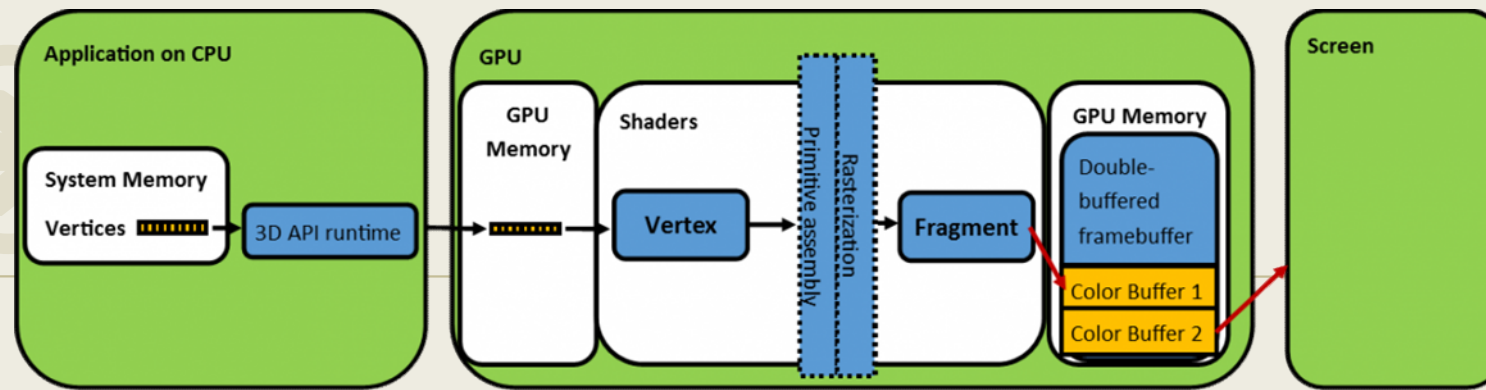 Application on CPU
System Memory
Vertices
3D API runtime
GPU
GPU
Memory
Shaders
Vertex
Primitive assembly
Rasterization
Fragment
GPU Memory
Double-
buffered
framebuffer
Color Buffer 1
Color Buffer 2
Screen